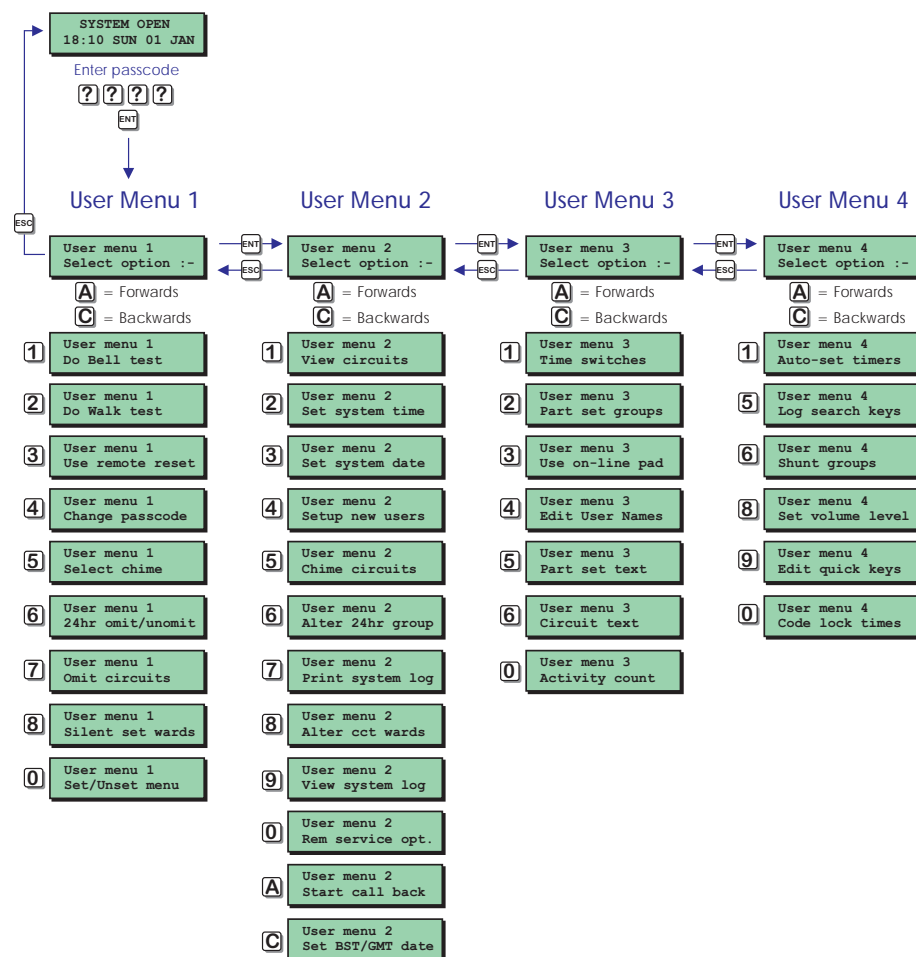 SYSTEM OPEN
18:10 SUN 01 JAN
Enter passcode
? ? ? ?
ENT
User Menu 1
ESC
User menu 1
Select option :-
A = Forwards
C = Backwards
1 User menu 1
Do Bell test
2 User menu 1
Do Walk test
3 User menu 1
Use remote reset
4 User menu 1
Change passcode
5 User menu 1
Select chime
6 User menu 1
24hr omit/unomit
7 User menu 1
Omit circuits
8 User menu 1
Silent set wards
0 User menu 1
Set/Unset menu
ENT
ESC
User Menu 2
User menu 2
Select option :-
A = Forwards
C = Backwards
1 User menu 2
View circuits
2 User menu 2
Set system time
3 User menu 2
Set system date
4 User menu 2
Setup new users
5 User menu 2
Chime circuits
6 User menu 2
Alter 24hr group
7 User menu 2
Print system log
8 User menu 2
Alter cct wards
9 User menu 2
View system log
0 User menu 2
Rem service opt.
A User menu 2
Start call back
C User menu 2
Set BST/GMT date
ENT
ESC
User Menu 3
User menu 3
Select option :-
A = Forwards
C = Backwards
1 User menu 3
Time switches
2 User menu 3
Part set groups
3 User menu 3
Use on-line pad
4 User menu 3
Edit User Names
5 User menu 3
Part set text
6 User menu 3
Circuit text
0 User menu 3
Activity count
ENT
ESC
User Menu 4
User menu 4
Select option :-
A = Forwards
C = Backwards
1 User menu 4
Auto-set timers
5 User menu 4
Log search keys
6 User menu 4
Shunt groups
8 User menu 4
Set volume level
9 User menu 4
Edit quick keys
0 User menu 4
Code lock times